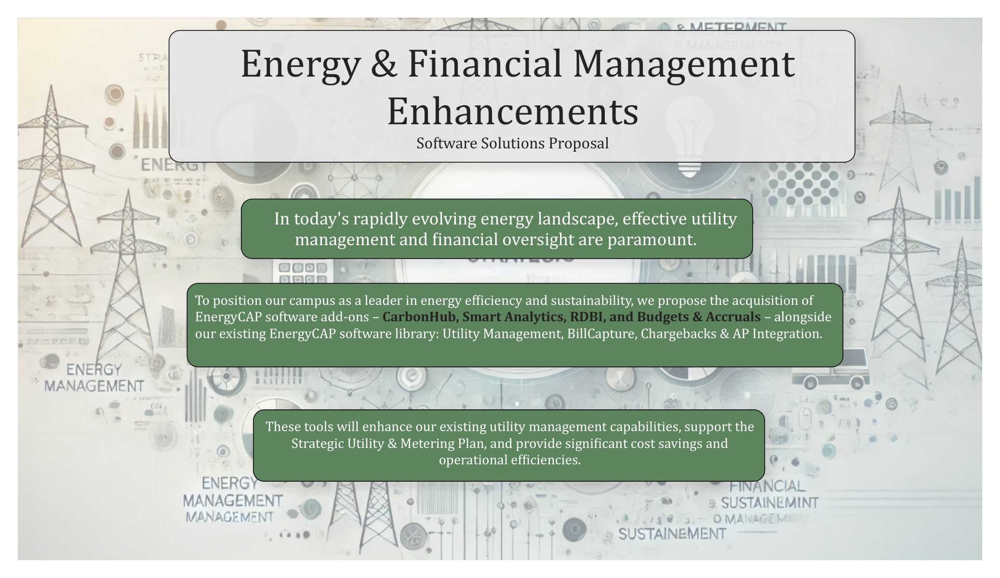 & METERMENT
& MANAGEMENT
Energy & Financial Management
Enhancements
Software Solutions Proposal
ENERGY
In today's rapidly evolving energy landscape, effective utility
management and financial oversight are paramount.
STRATEGIC
To position our campus as a leader in energy efficiency and sustainability, we propose the acquisition of
EnergyCAP software add-ons – CarbonHub, Smart Analytics, RDBI, and Budgets & Accruals – alongside
our existing EnergyCAP software library: Utility Management, BillCapture, Chargebacks & AP Integration.
ENERGY
MANAGEMENT
These tools will enhance our existing utility management capabilities, support the
Strategic Utility & Metering Plan, and provide significant cost savings and
operational efficiencies.
ENERGY
MANAGEMENT
MANAGEMENT
FINANCIAL
& SUSTAINEMINT
SUSTAINEMENT